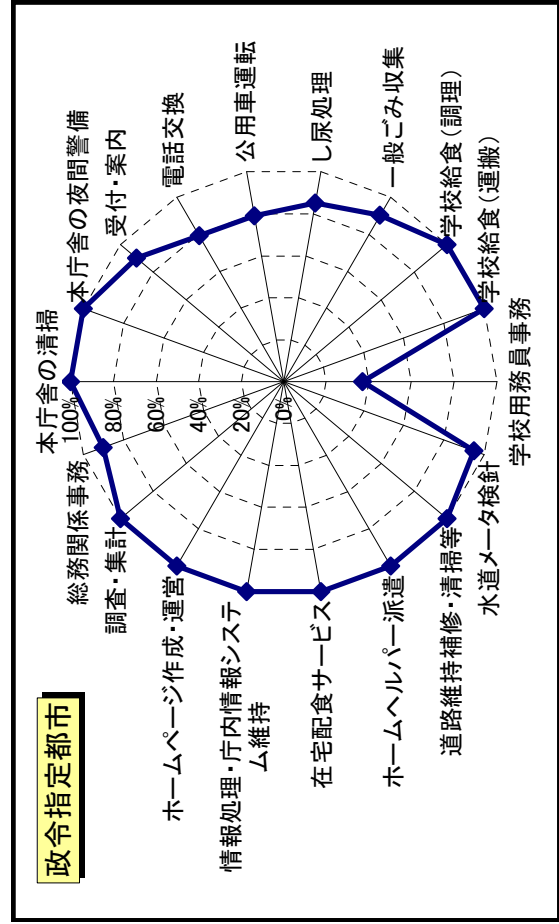 政令指定都市
本庁舎の清掃
本庁舎の夜間警備
受付・案内
電話交換
公用車運転
し尿処理
一般ごみ収集
学校給食(調理)
学校給食(運搬)
学校用務員事務
水道メータ検針
道路維持補修・清掃等
ホームヘルパー派遣
在宅配食サービス
情報処理・庁内情報システ
ム維持
ホームページ作成・運営
調査・集計
総務関係事務
100%
80%
60%
40%
20%
0%